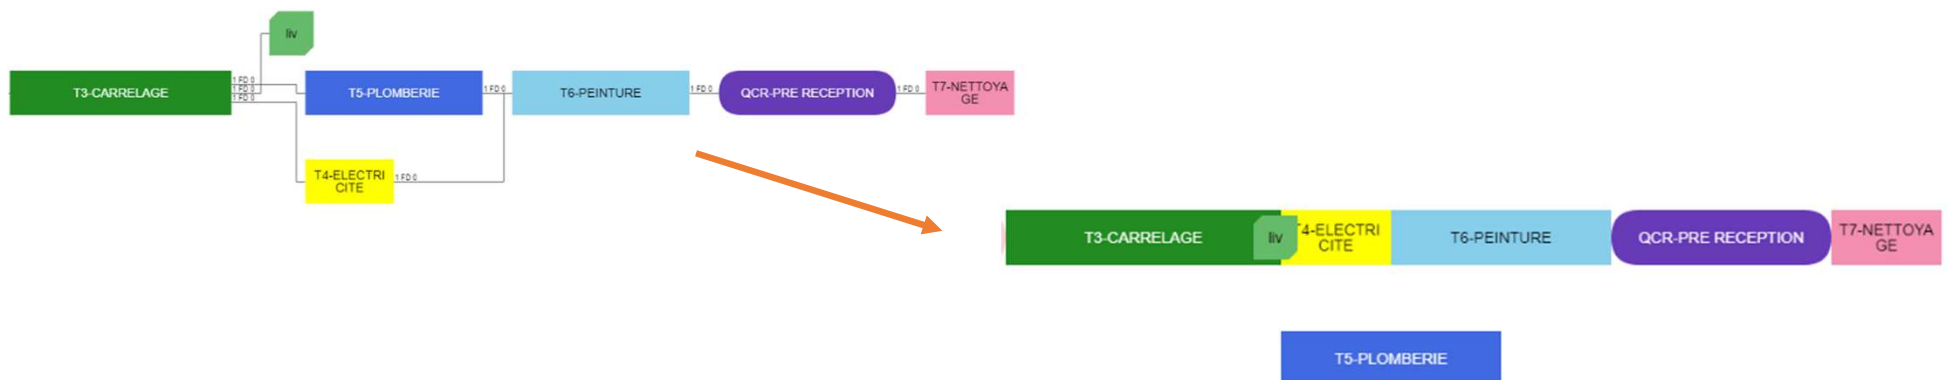 liv
1 FD 0
1 FD 0
1 FD 0
T3-CARRELAGE
T5-PLOMBERIE
1 FD 0
T6-PEINTURE
1 FD 0
QCR-PRE RECEPTION
1 FD 0
T7-NETTOYA
GE
T4-ELECTRI
CITE
1 FD 0
T3-CARRELAGE
liv
T4-ELECTRI
CITE
T6-PEINTURE
QCR-PRE RECEPTION
T7-NETTOYA
GE
T5-PLOMBERIE